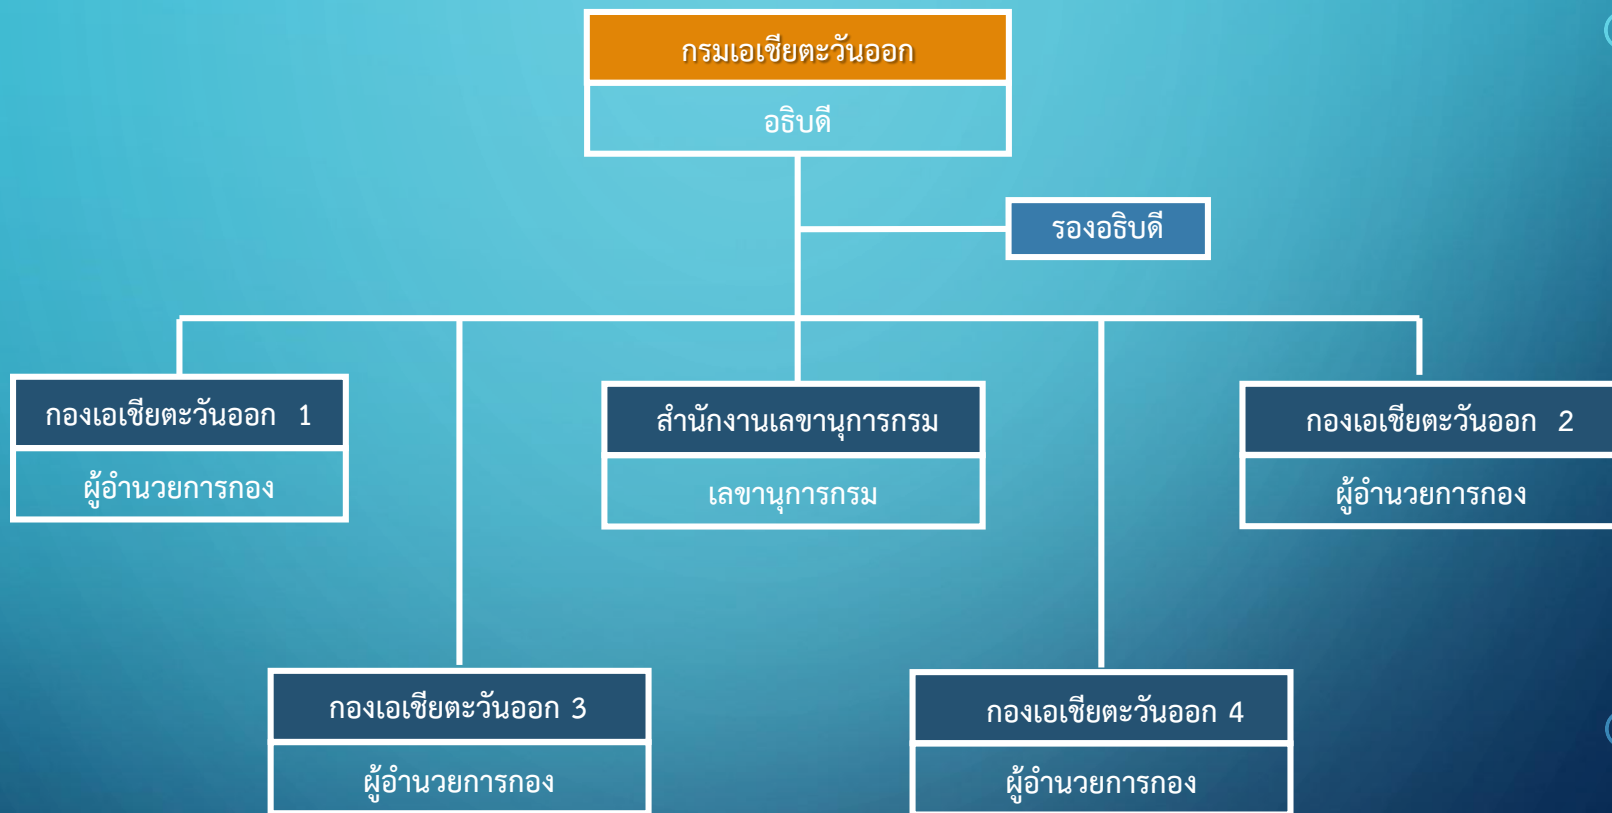 กรมเอเชียตะวันออก
อธิบดี
รองอธิบดี
กองเอเชียตะวันออก 1
ผู้อำนวยการกอง
สำนักงานเลขานุการกรม
เลขานุการกรม
กองเอเชียตะวันออก 2
ผู้อำนวยการกอง
กองเอเชียตะวันออก 3
ผู้อำนวยการกอง
กองเอเชียตะวันออก 4
ผู้อำนวยการกอง